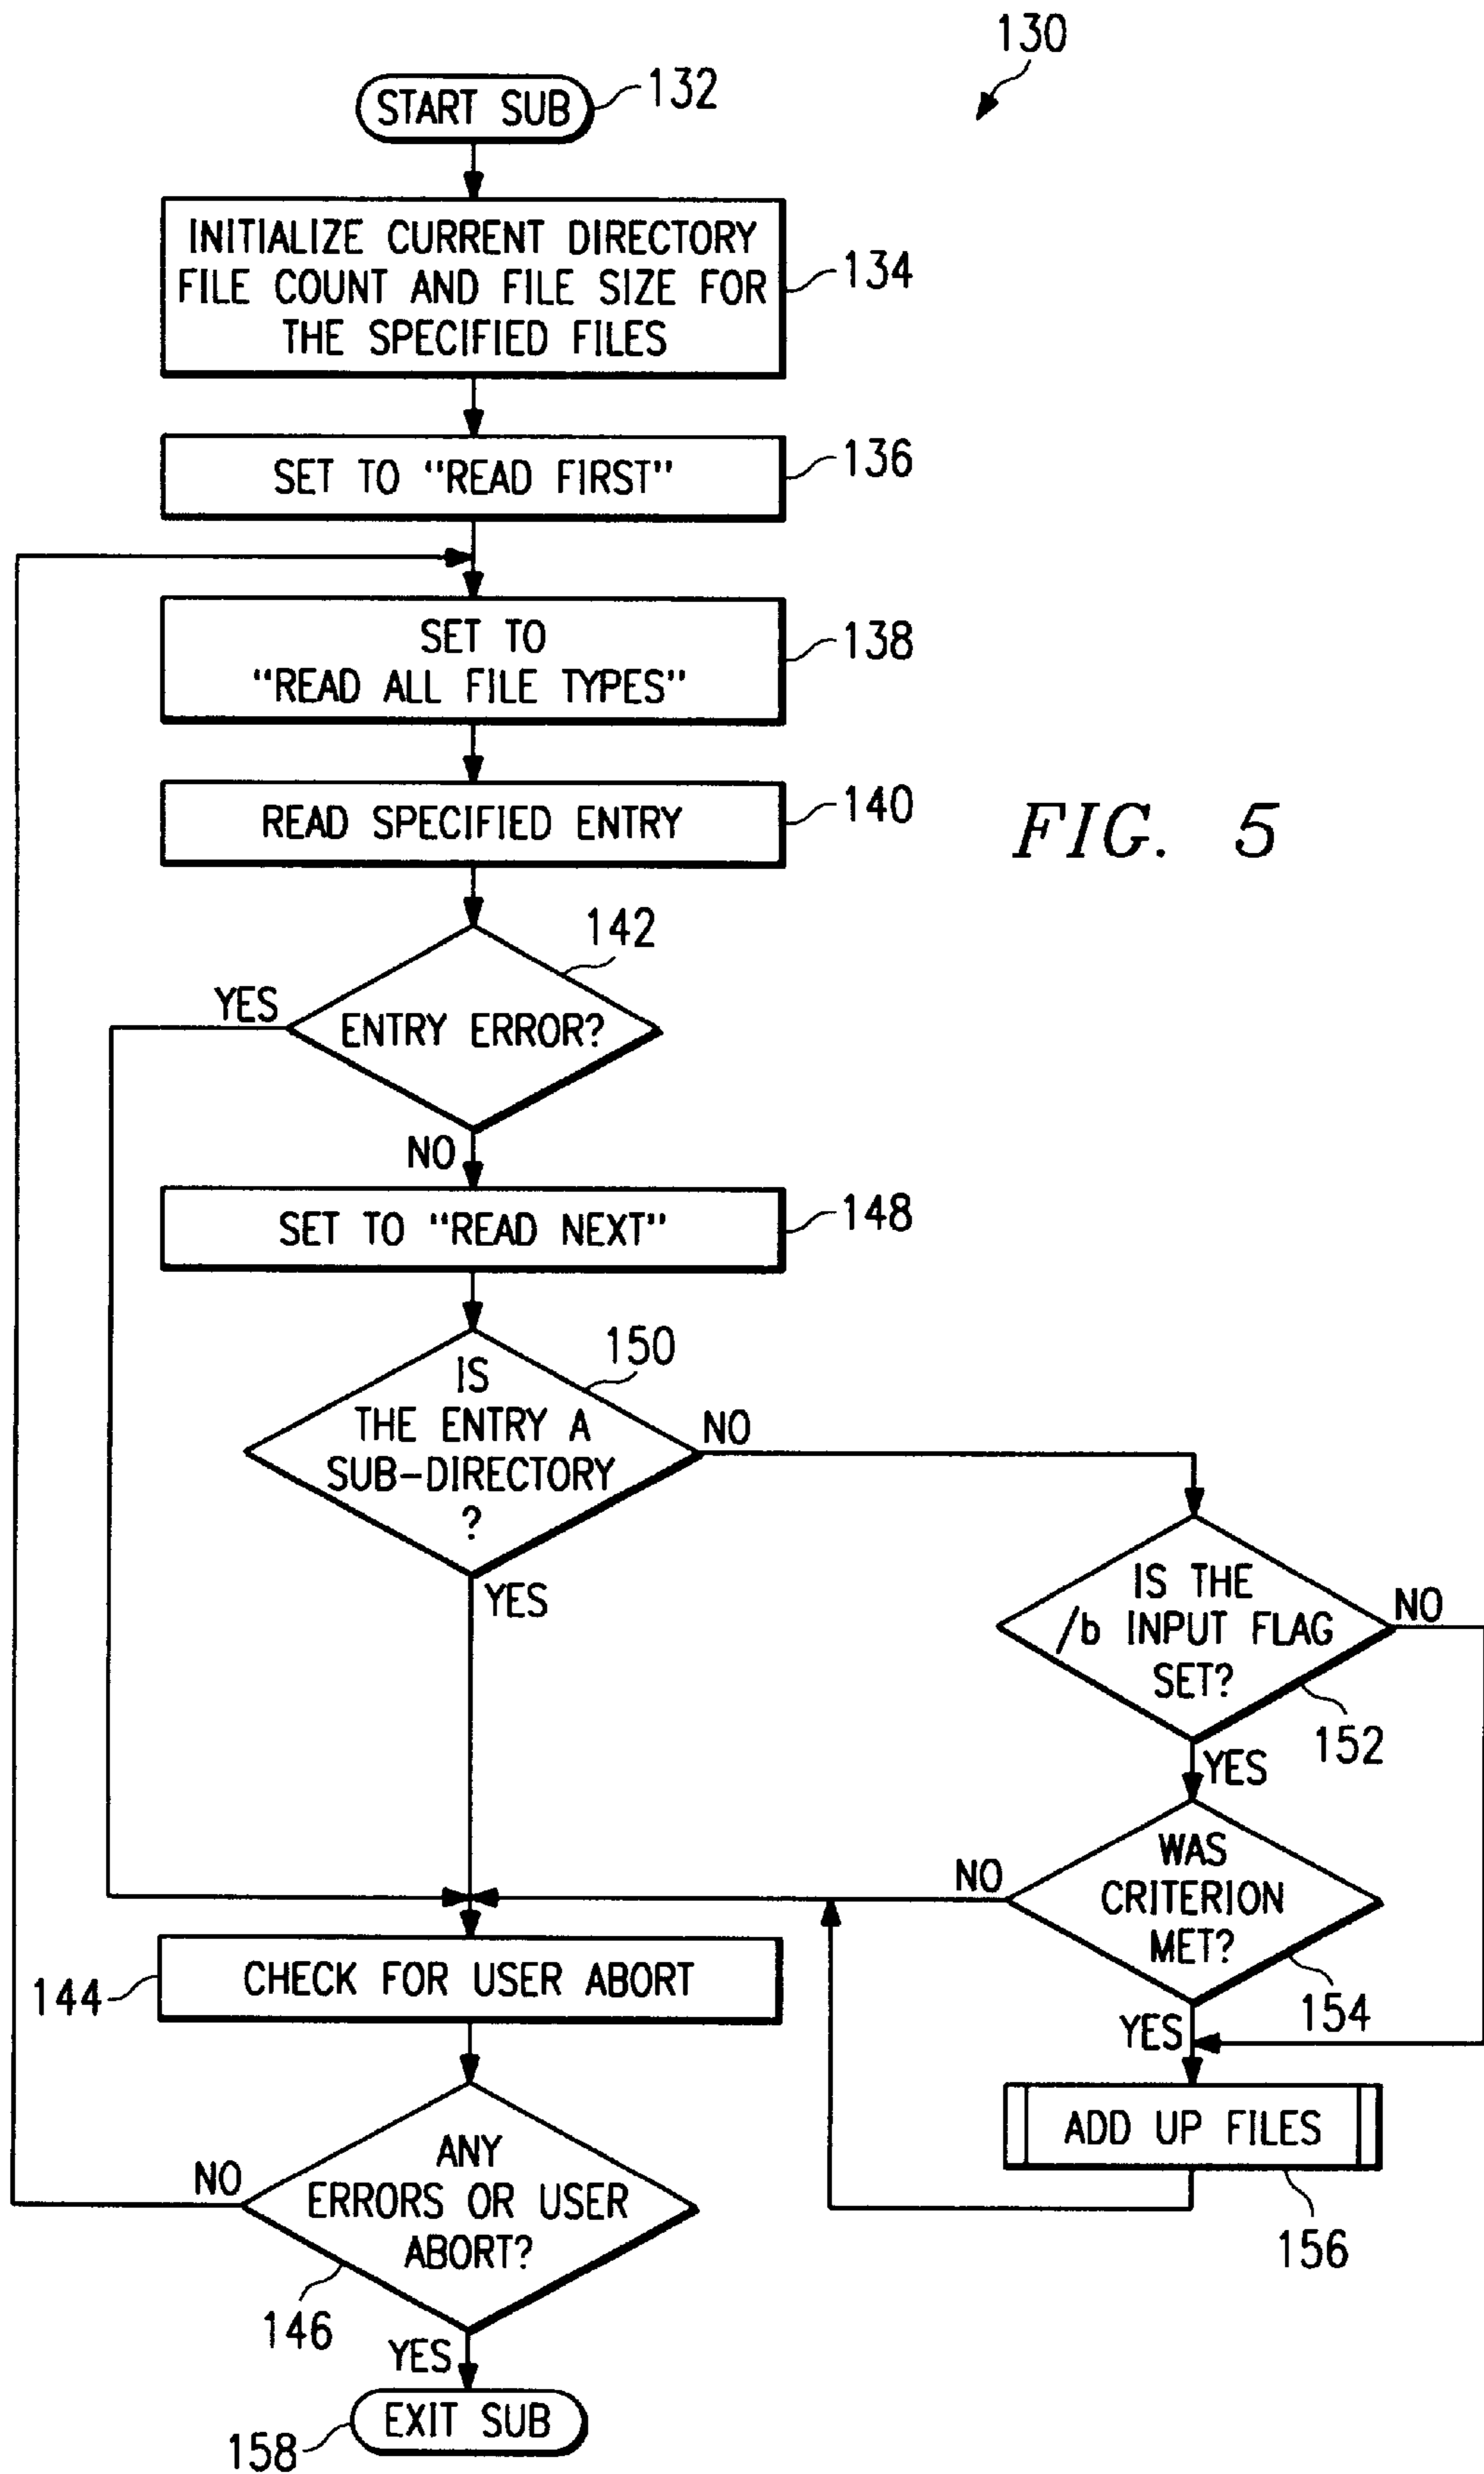 130
START SUB
132
INITIALIZE CURRENT DIRECTORY
FILE COUNT AND FILE SIZE FOR
THE SPECIFIED FILES
134
SET TO "READ FIRST"
136
SET TO
"READ ALL FILE TYPES"
138
READ SPECIFIED ENTRY
140
FIG. 5
142
YES
ENTRY ERROR?
NO
SET TO "READ NEXT"
148
150
IS
THE ENTRY A
SUB-DIRECTORY
?
NO
YES
IS THE
/b INPUT FLAG
SET?
NO
152
YES
WAS
CRITERION
MET?
NO
154
YES
CHECK FOR USER ABORT
144
ADD UP FILES
156
ANY
ERRORS OR USER
ABORT?
NO
146
YES
EXIT SUB
158